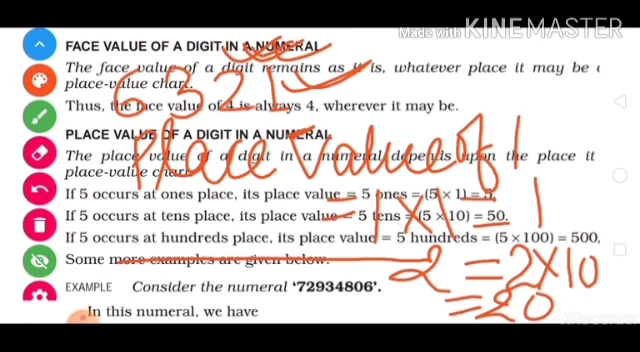 Made with KINEMASTER
FACE VALUE OF A DIGIT IN A NUMERAL
The face value of a digit remains as it is, whatever place it may be
6321
place-value chart.
Thus, the face value of 4 is always 4, wherever it may be.
PLACE VALUE OF A DIGIT IN A NUMERAL
Place Value of 1
The place value of a digit in a numeral depends upon the place it
place-value chart
If 5 occurs at ones place, its place value = 5 ones = (5 × 1) = 5.
= 1 × 1 = 1
If 5 occurs at tens place, its place value = 5 tens = (5 × 10) = 50.
If 5 occurs at hundreds place, its place value = 5 hundreds = (5 × 100) = 500.
Some more examples are given below.
2 = 2 × 10
= 20
EXAMPLE Consider the numeral '72934806'.
In this numeral, we have